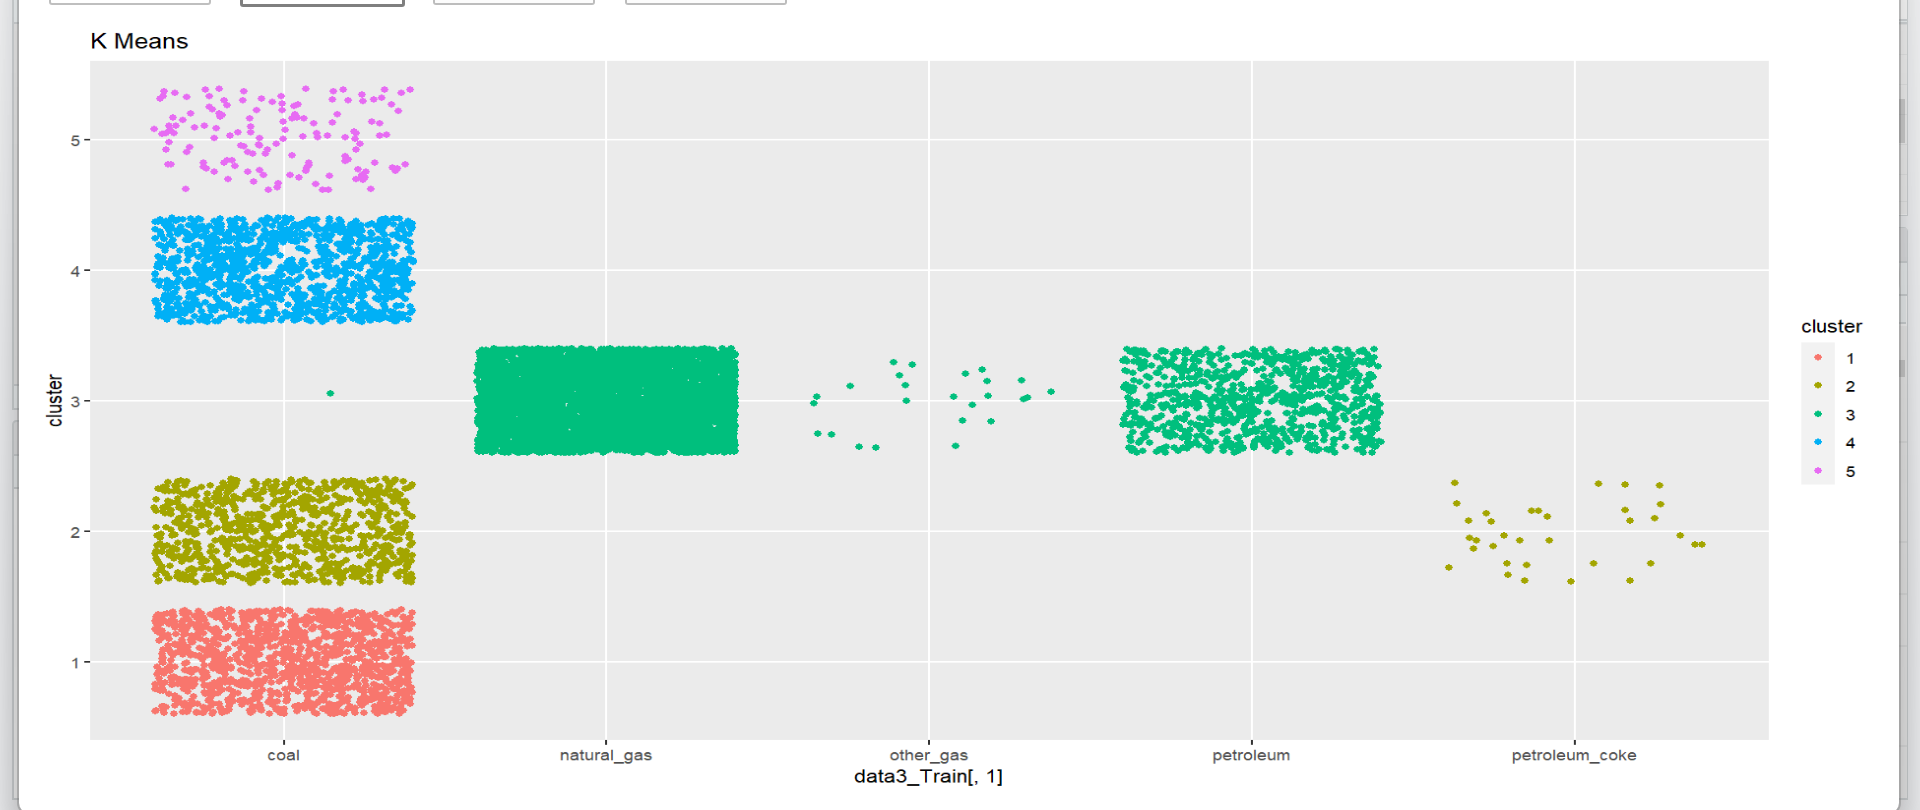 K Means
5
4
3
2
1
cluster
coal natural_gas other_gas petroleum petroleum_coke
data3_Train[, 1]
cluster
1
2
3
4
5